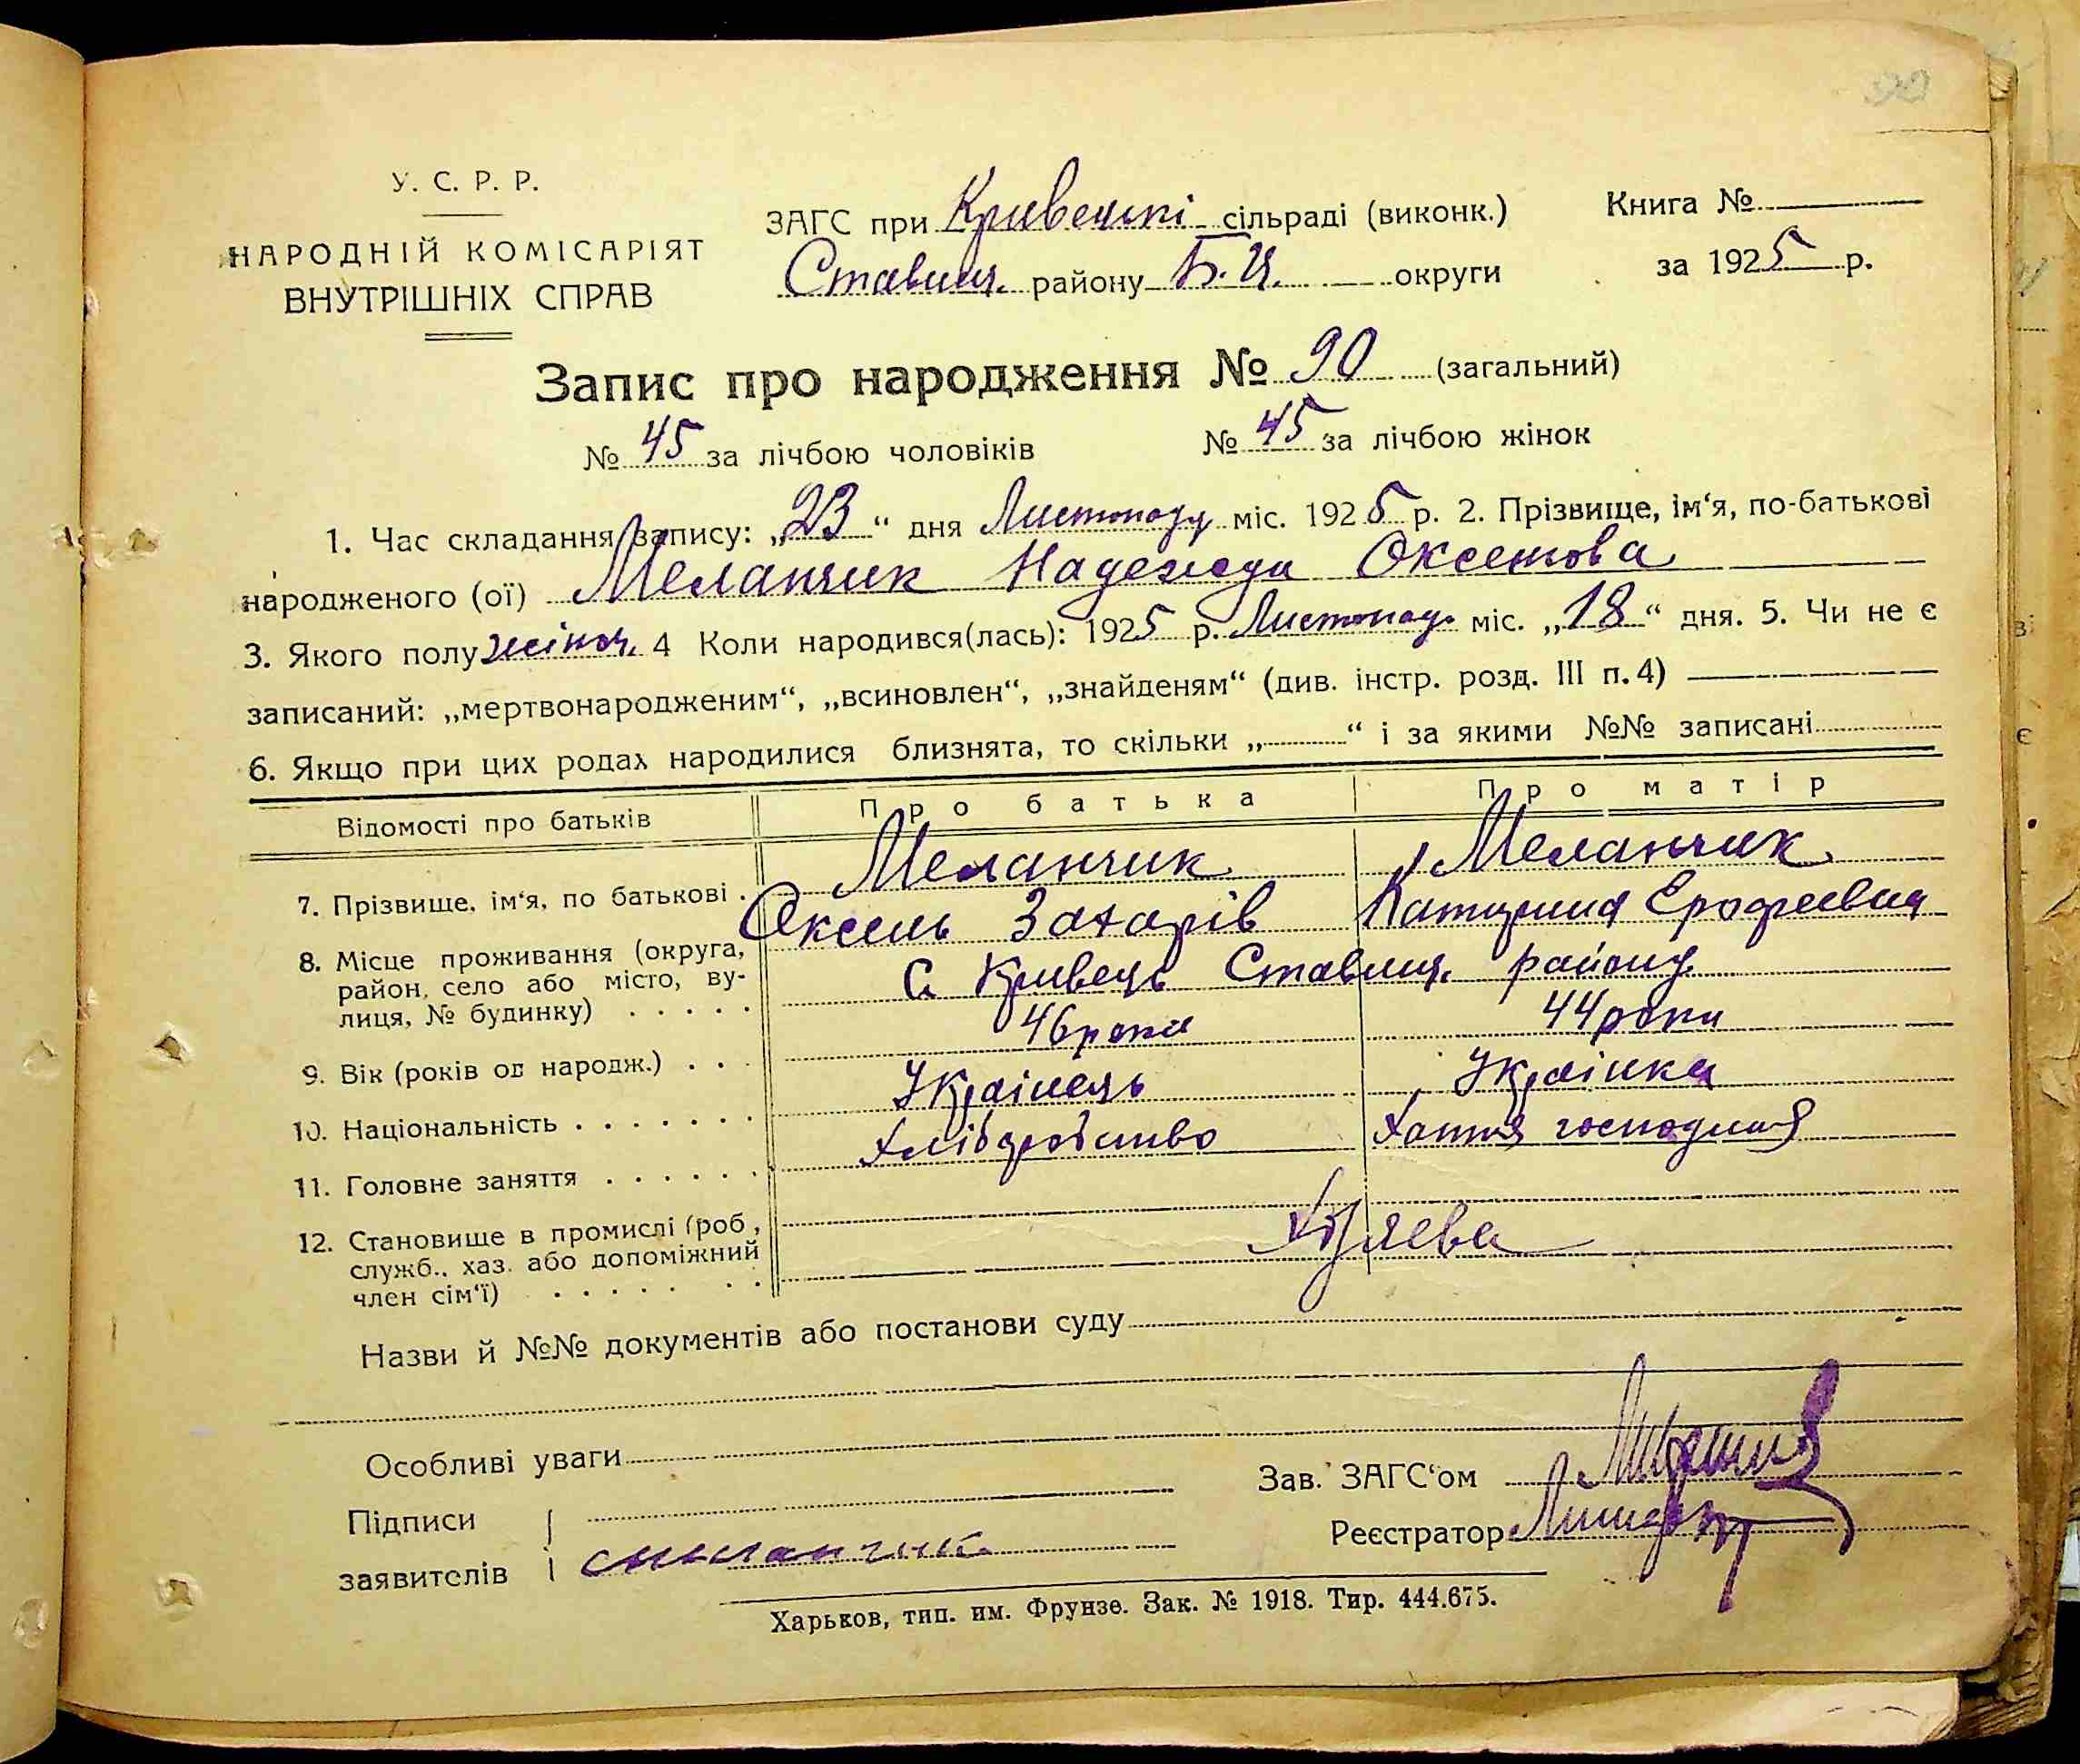 90
У. С. Р. Р.
НАРОДНІЙ КОМІСАРІЯТ
ВНУТРІШНІХ СПРАВ
ЗАГС при Кривецькі сільраді (виконк.)
Ставищ. району Б.Ц. округи
Книга №
за 1925 р.
Запис про народження № 90 (загальний)
№ 45 за лічбою чоловіків № 45 за лічбою жінок
1. Час складання запису: „23“ дня Листопаду міс. 1925 р. 2. Прізвище, ім‘я, по-батькові
народженого (ої) Меланчик Надежда Оксентова
3. Якого полу жіноч. 4 Коли народився(лась): 1925 р. Листопад. міс. „18“ дня. 5. Чи не є
записаний: „мертвонародженим“, „всиновлен“, „знайденям“ (див. інстр. розд. III п. 4)
6. Якщо при цих родах народилися близнята, то скільки „ “ і за якими №№ записані
Відомості про батьків Про батька Про матір
7. Прізвище, ім‘я, по батькові . Меланчик Меланчик
Оксень Захарів Катерина Ерофеевна
8. Місце проживання (округа,
район, село або місто, ву-
лиця, № будинку) . . . . .
С. Кривець Ставищ. району
9. Вік (років од народж.) . . . 46 роки 44 роки
10. Національність . . . . . . . Українець Українка
11. Головне заняття . . . . . . Хліборобство Хатня господиня
12. Становище в промислі (роб.,
служб., хаз. або допоміжний
член сім‘ї) . . . . . . .
Назви й №№ документів або постанови суду
Особливі уваги
Зав. ЗАГС‘ом
Підписи
заявителів
Реєстратор
Харьков, тип. им. Фрунзе. Зак. № 1918. Тир. 444.675.